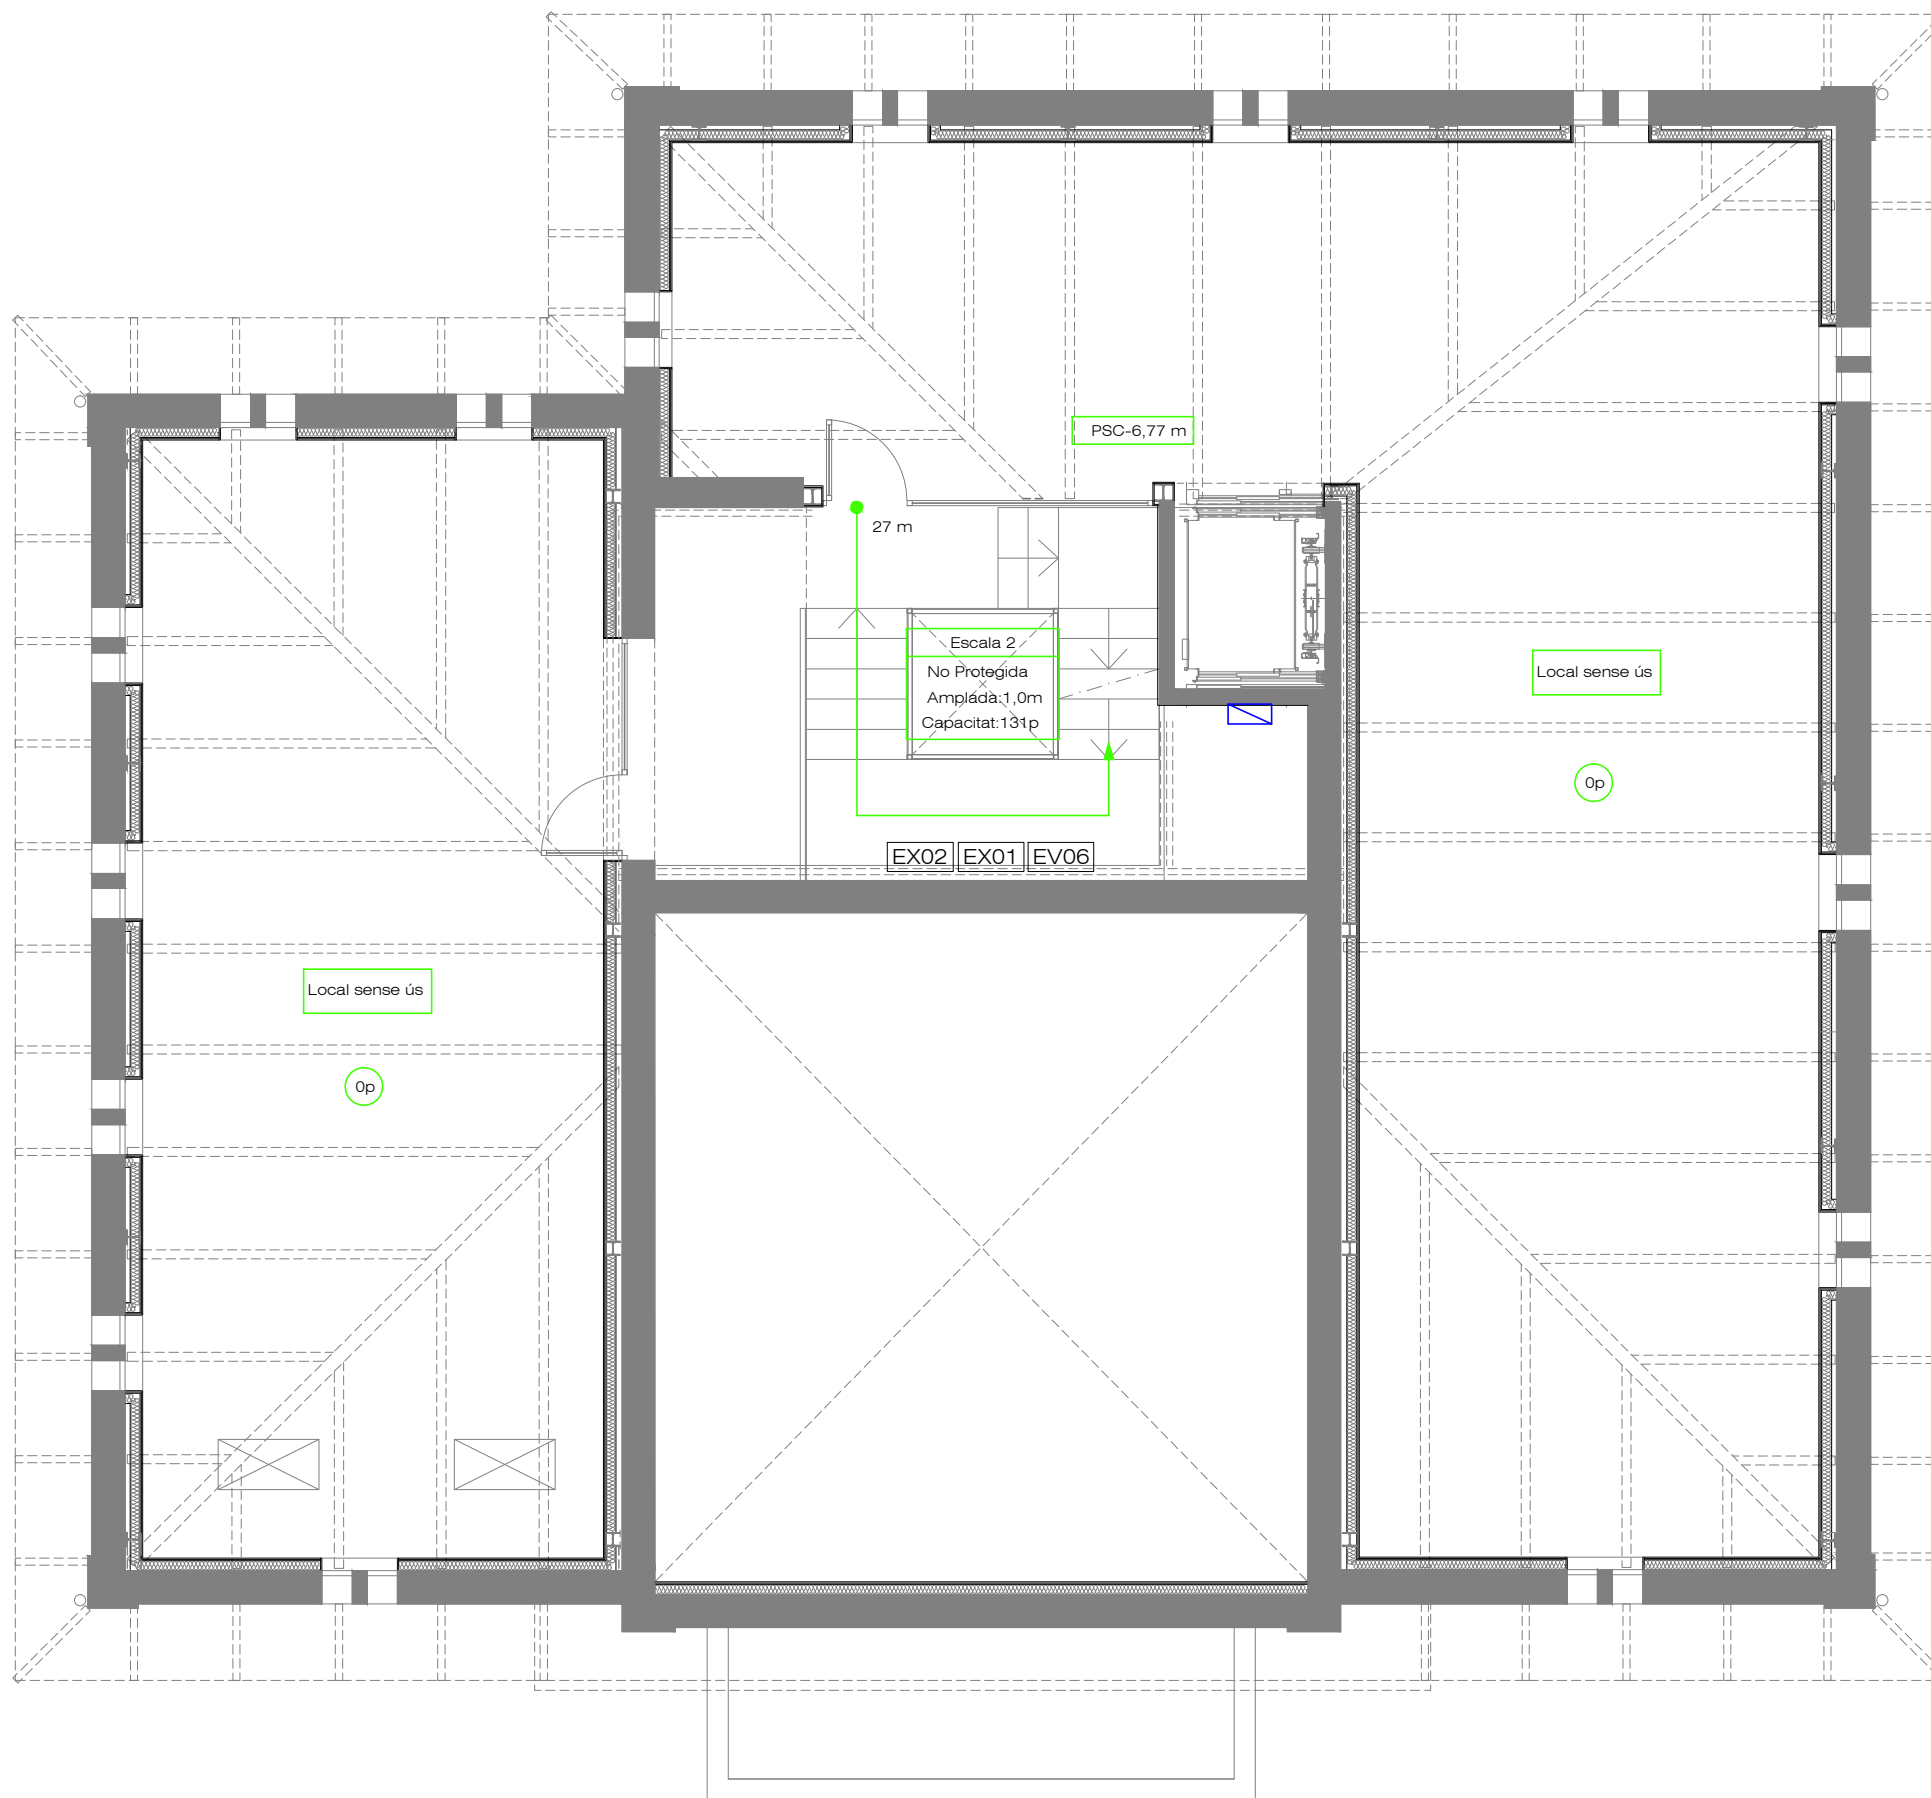 PSC-6,77 m
27 m
Escala 2
No Protegida
Amplada:1,0m
Capacitat:131p
Local sense ús
0p
EX02 EX01 EV06
Local sense ús
0p